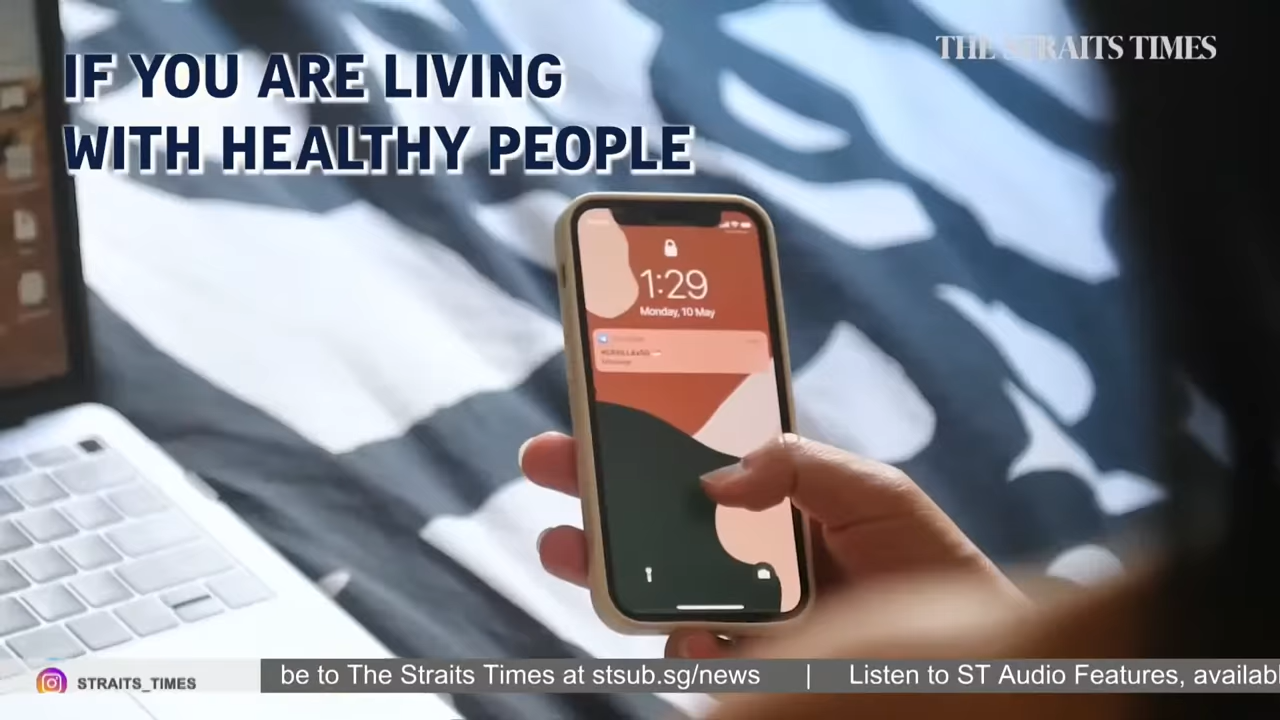 IF YOU ARE LIVING
WITH HEALTHY PEOPLE
THE STRAITS TIMES
1:29
Monday, 10 May
STRAITS_TIMES
be to The Straits Times at stsub.sg/news | Listen to ST Audio Features, availabl